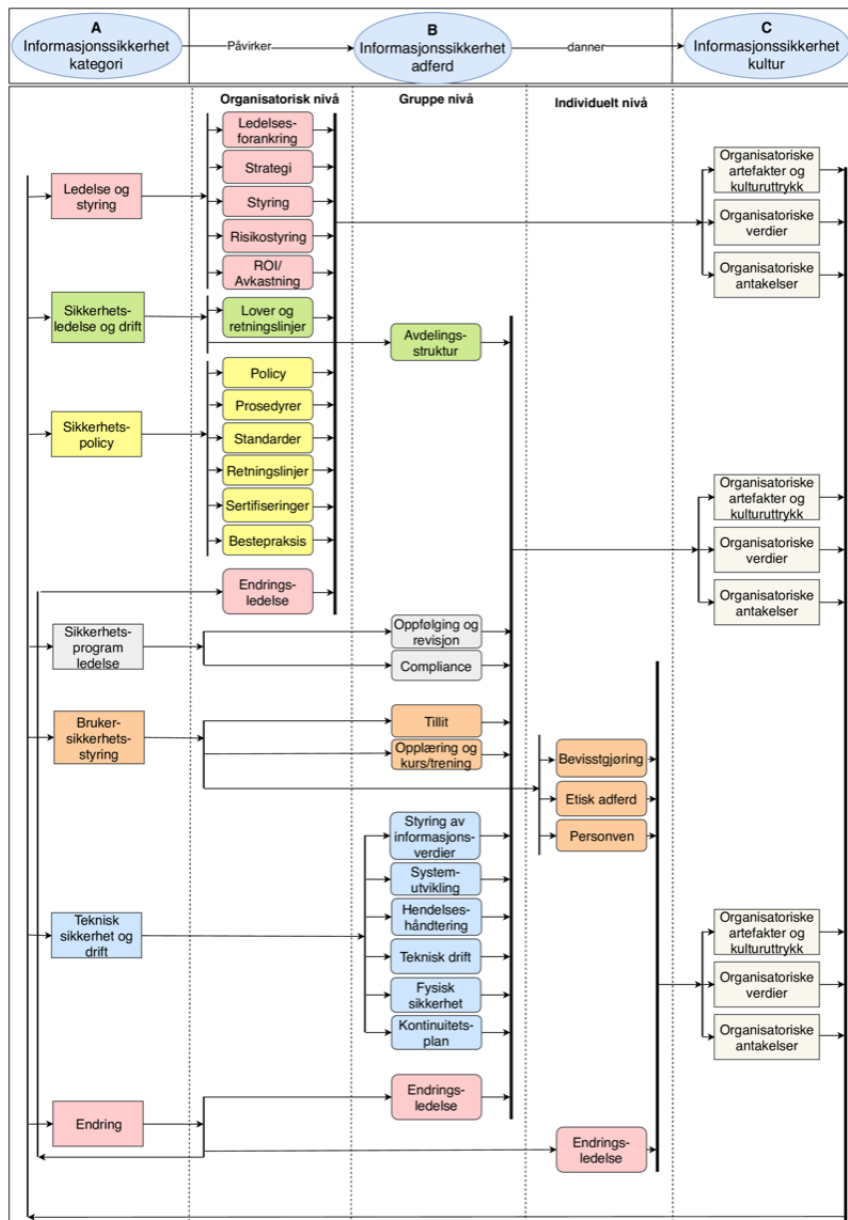 A
Informasjonssikkerhet
kategori
Påvirker
B
Informasjonssikkerhet
adferd
danner
C
Informasjonssikkerhet
kultur
Organisatorisk nivå
Gruppe nivå
Individuelt nivå
Ledelses-
forankring
Strategi
Ledelse og
styring
Styring
Risikostyring
ROI/
Avkastning
Organisatoriske
artefakter og
kulturuttrykk
Organisatoriske
verdier
Organisatoriske
antakelser
Sikkerhets-
ledelse og drift
Lover og
retningslinjer
Avdelings-
struktur
Sikkerhets-
policy
Policy
Prosedyrer
Standarder
Retningslinjer
Sertifiseringer
Bestepraksis
Organisatoriske
artefakter og
kulturuttrykk
Organisatoriske
verdier
Organisatoriske
antakelser
Endrings-
ledelse
Sikkerhets-
program
ledelse
Oppfølging og
revisjon
Compliance
Bruker-
sikkerhets-
styring
Tillit
Opplæring og
kurs/trening
Bevisstgjøring
Etisk adferd
Personven
Teknisk
sikkerhet og
drift
Styring av
informasjons-
verdier
System-
utvikling
Hendelses-
håndtering
Teknisk drift
Fysisk
sikkerhet
Kontinuitets-
plan
Organisatoriske
artefakter og
kulturuttrykk
Organisatoriske
verdier
Organisatoriske
antakelser
Endring
Endrings-
ledelse
Endrings-
ledelse